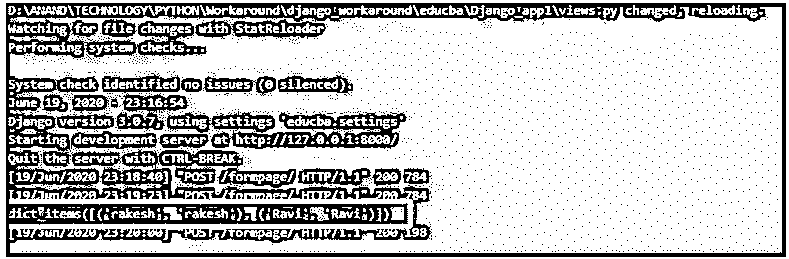 D:\ANAND\TECHNOLOGY\PYTHON\Workaround\django_workaround\educba\Django_app1\views.py changed, reloading.
Watching for file changes with StatReloader
Performing system checks...
System check identified no issues (0 silenced).
June 19, 2020 - 23:16:54
Django version 3.0.7, using settings 'educba.settings'
Starting development server at http://127.0.0.1:8000/
Quit the server with CTRL-BREAK.
[19/Jun/2020 23:18:40] "POST /formpage/ HTTP/1.1" 200 784
[19/Jun/2020 23:19:23] "POST /formpage/ HTTP/1.1" 200 784
dict_items([('rakesh', 'rakesh'), ('Ravi', 'Ravi')])
[19/Jun/2020 23:20:00] "POST /formpage/ HTTP/1.1" 200 198